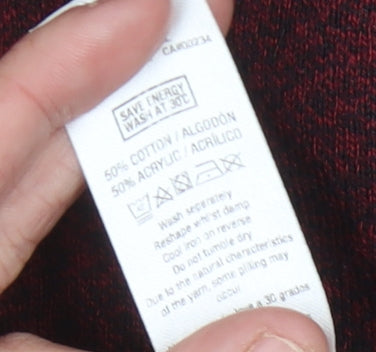 CA#00234
SAVE ENERGY
WASH AT 30°C
50% COTTON / ALGODÓN
50% ACRYLIC / ACRÍLICO
Wash seperately
Reshape whilst damp
Cool iron on reverse
Do not tumble dry
Due to the natural characteristics
of the yarn, some pilling may
occur
a 30 grados